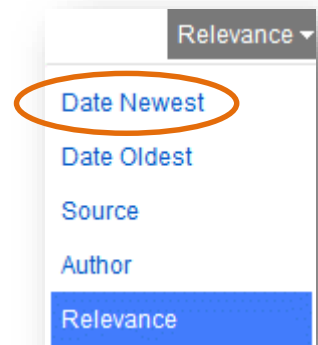 Relevance
Date Newest
Date Oldest
Source
Author
Relevance